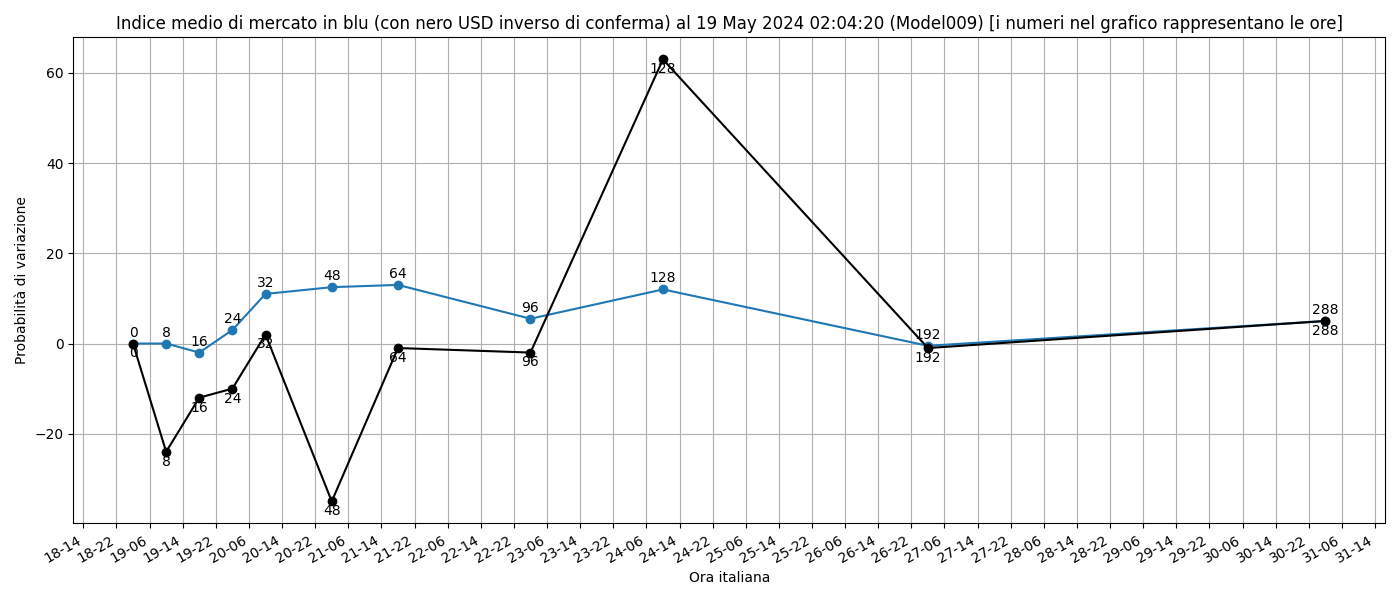 Indice medio di mercato in blu (con nero USD inverso di conferma) al 19 May 2024 02:04:20 (Model009) [i numeri nel grafico rappresentano le ore]
Probabilità di variazione
60
40
20
0
−20
0 8 16 24 32 48 64 96 128 192 288
0 8 16 24 32 48 64 96 128 192 288
18-14 18-22 19-06 19-14 19-22 20-06 20-14 20-22 21-06 21-14 21-22 22-06 22-14 22-22 23-06 23-14 23-22 24-06 24-14 24-22 25-06 25-14 25-22 26-06 26-14 26-22 27-06 27-14 27-22 28-06 28-14 28-22 29-06 29-14 29-22 30-06 30-14 30-22 31-06 31-14
Ora italiana